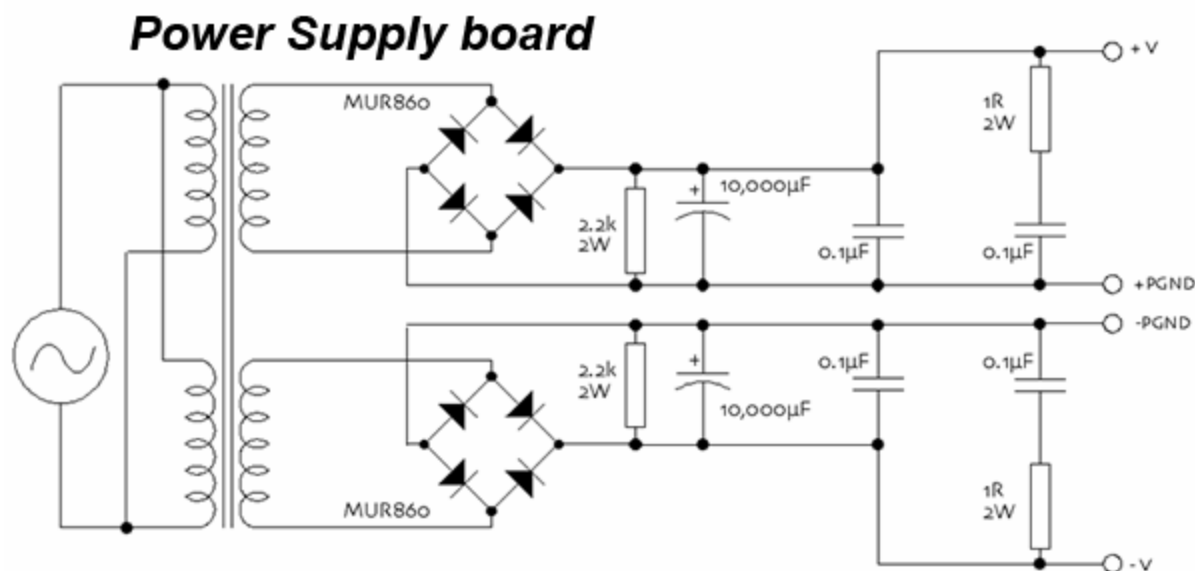 Power Supply board
MUR860
+ V
1R
2W
+
10,000µF
2.2k
2W
0.1µF
0.1µF
+PGND
-PGND
2.2k
2W
+
10,000µF
0.1µF
0.1µF
MUR860
1R
2W
- V